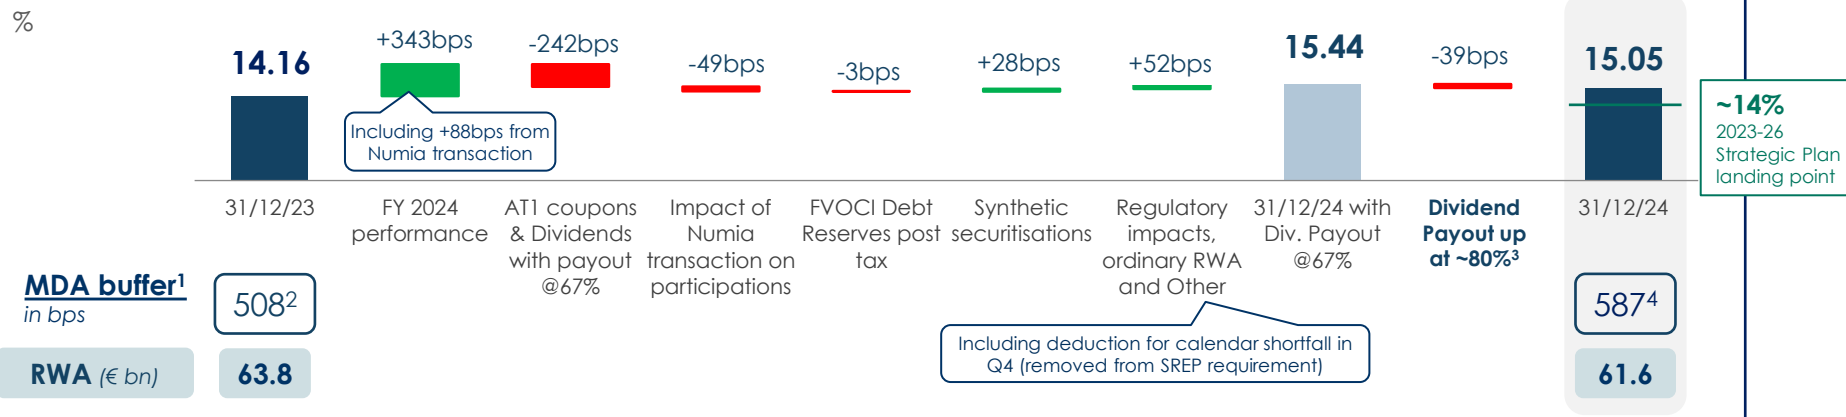 %
14.16
+343bps
-242bps
-49bps
-3bps
+28bps
+52bps
15.44
-39bps
15.05
Including +88bps from
Numia transaction
~14%
2023-26
Strategic Plan
landing point
31/12/23
FY 2024
performance
AT1 coupons
& Dividends
with payout
@67%
Impact of
Numia
transaction on
participations
FVOCI Debt
Reserves post
tax
Synthetic
securitisations
Regulatory
impacts,
ordinary RWA
and Other
31/12/24 with
Div. Payout
@67%
Dividend
Payout up
at ~80%³
31/12/24
MDA buffer¹
in bps
508²
587⁴
Including deduction for calendar shortfall in
Q4 (removed from SREP requirement)
RWA (€ bn)
63.8
61.6